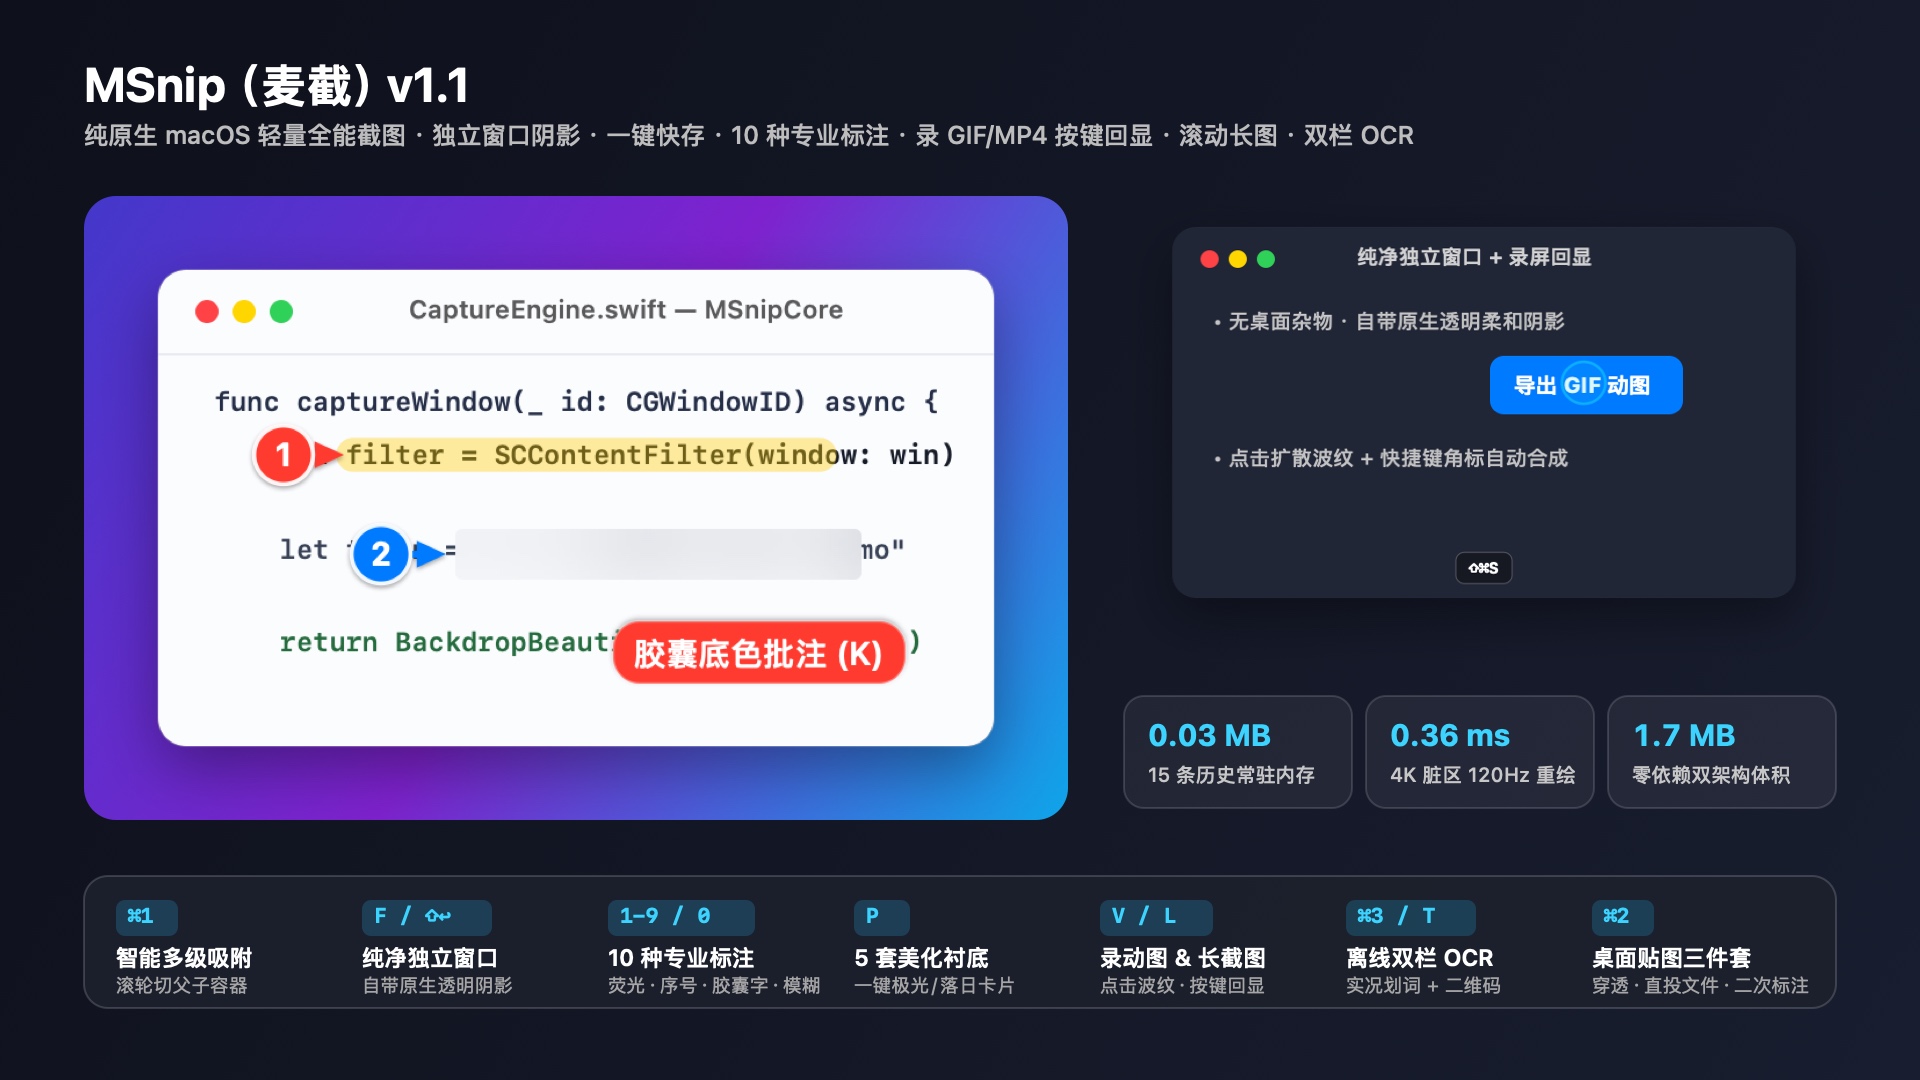 MSnip（麦截）v1.1
纯原生 macOS 轻量全能截图 · 独立窗口阴影 · 一键快存 · 10 种专业标注 · 录 GIF/MP4 按键回显 · 滚动长图 · 双栏 OCR
CaptureEngine.swift — MSnipCore
func captureWindow(_ id: CGWindowID) async {
1 filter = SCContentFilter(window: win)
let 2 = mo"
return BackdropBeauti )
胶囊底色批注 (K)
纯净独立窗口 + 录屏回显
• 无桌面杂物 · 自带原生透明柔和阴影
导出 GIF 动图
• 点击扩散波纹 + 快捷键角标自动合成
⇧⌘S
0.03 MB
15 条历史常驻内存
0.36 ms
4K 脏区 120Hz 重绘
1.7 MB
零依赖双架构体积
⌘1
智能多级吸附
滚轮切父子容器
F / ⇧↩
纯净独立窗口
自带原生透明阴影
1–9 / 0
10 种专业标注
荧光 · 序号 · 胶囊字 · 模糊
P
5 套美化衬底
一键极光/落日卡片
V / L
录动图 & 长截图
点击波纹 · 按键回显
⌘3 / T
离线双栏 OCR
实况划词 + 二维码
⌘2
桌面贴图三件套
穿透 · 直投文件 · 二次标注